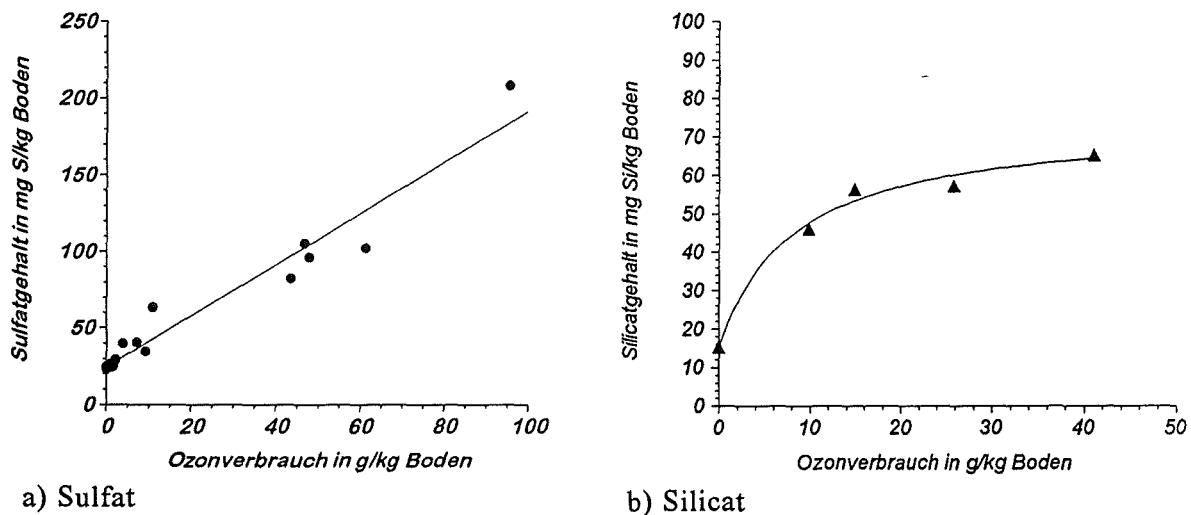 Sulfatgehalt in mg S/kg Boden
250
200
150
100
50
0
0 20 40 60 80 100
Ozonverbrauch in g/kg Boden
a) Sulfat
Silicatgehalt in mg Si/kg Boden
100
90
80
70
60
50
40
30
20
10
0
0 10 20 30 40 50
Ozonverbrauch in g/kg Boden
b) Silicat